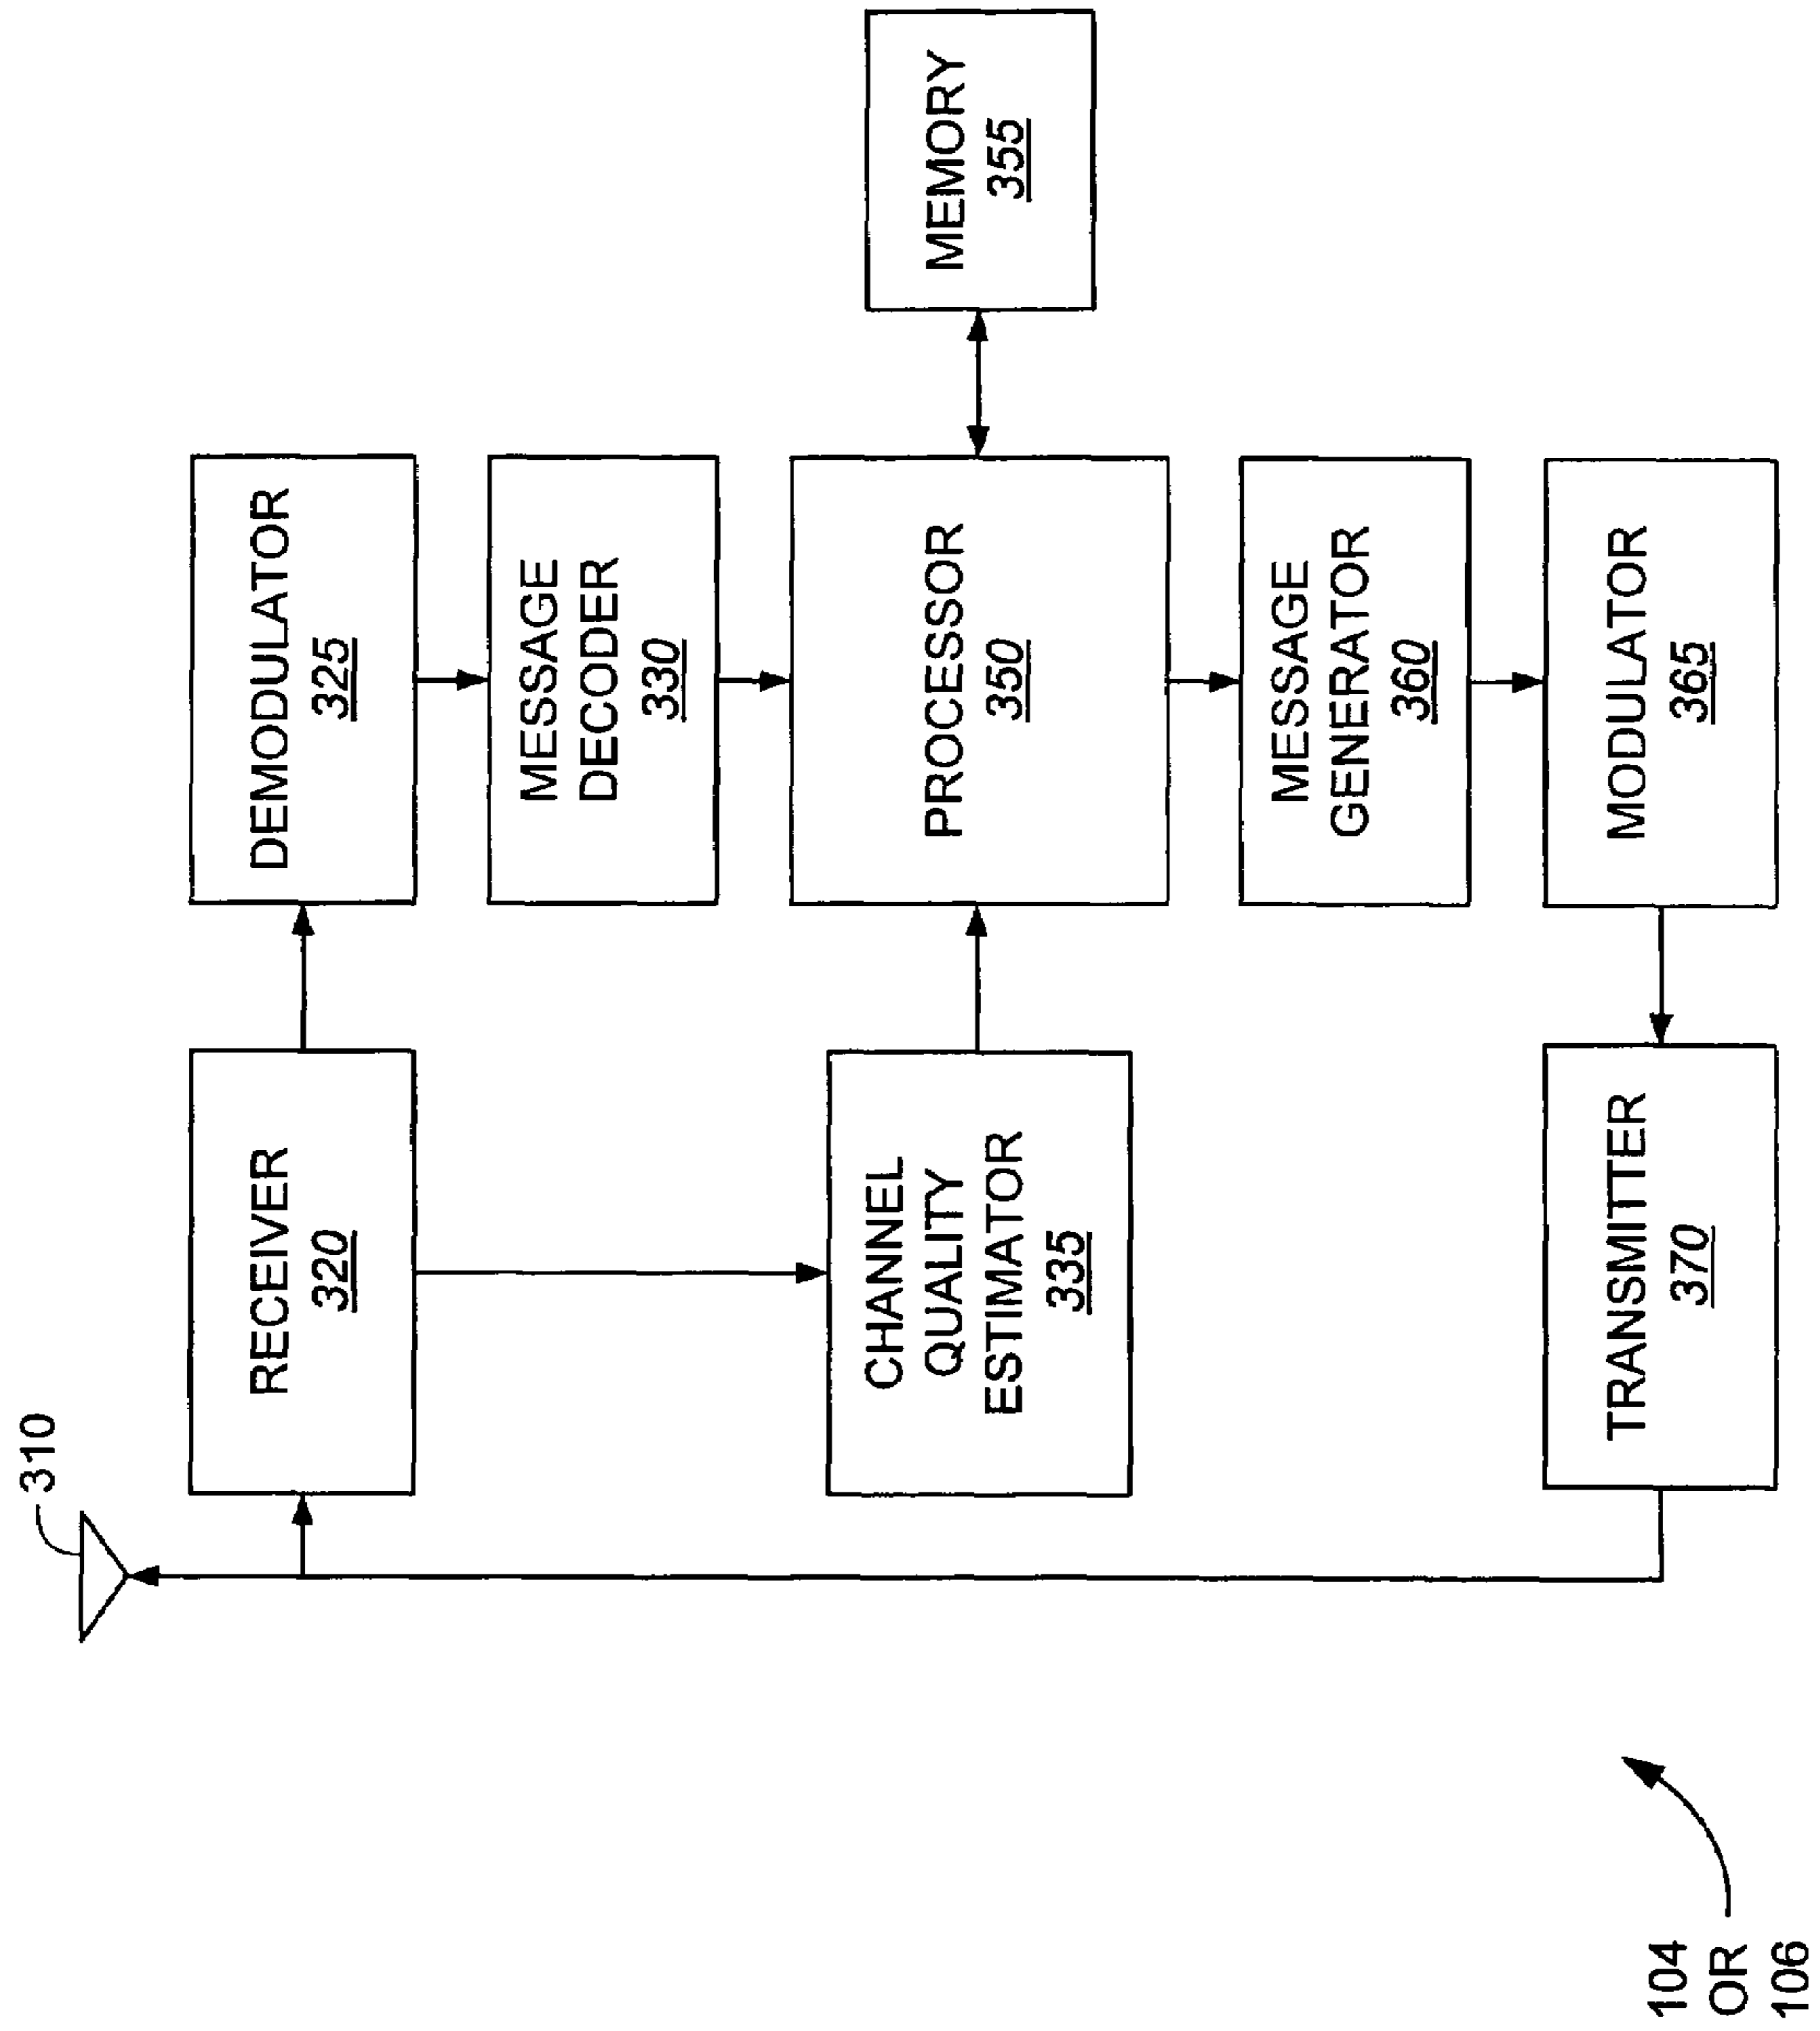 310
RECEIVER
320
DEMODULATOR
325
MESSAGE
DECODER
330
CHANNEL
QUALITY
ESTIMATOR
335
PROCESSOR
350
MEMORY
355
MESSAGE
GENERATOR
360
TRANSMITTER
370
MODULATOR
365
104
OR
106